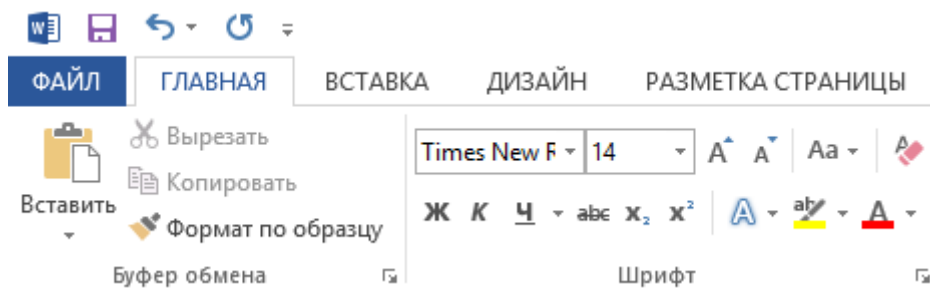 ФАЙЛ ГЛАВНАЯ ВСТАВКА ДИЗАЙН РАЗМЕТКА СТРАНИЦЫ
Вставить
Вырезать
Копировать
Формат по образцу
Буфер обмена
Times New R 14 A A Aa A
Ж К Ч abc x₂ x² A ab A
Шрифт